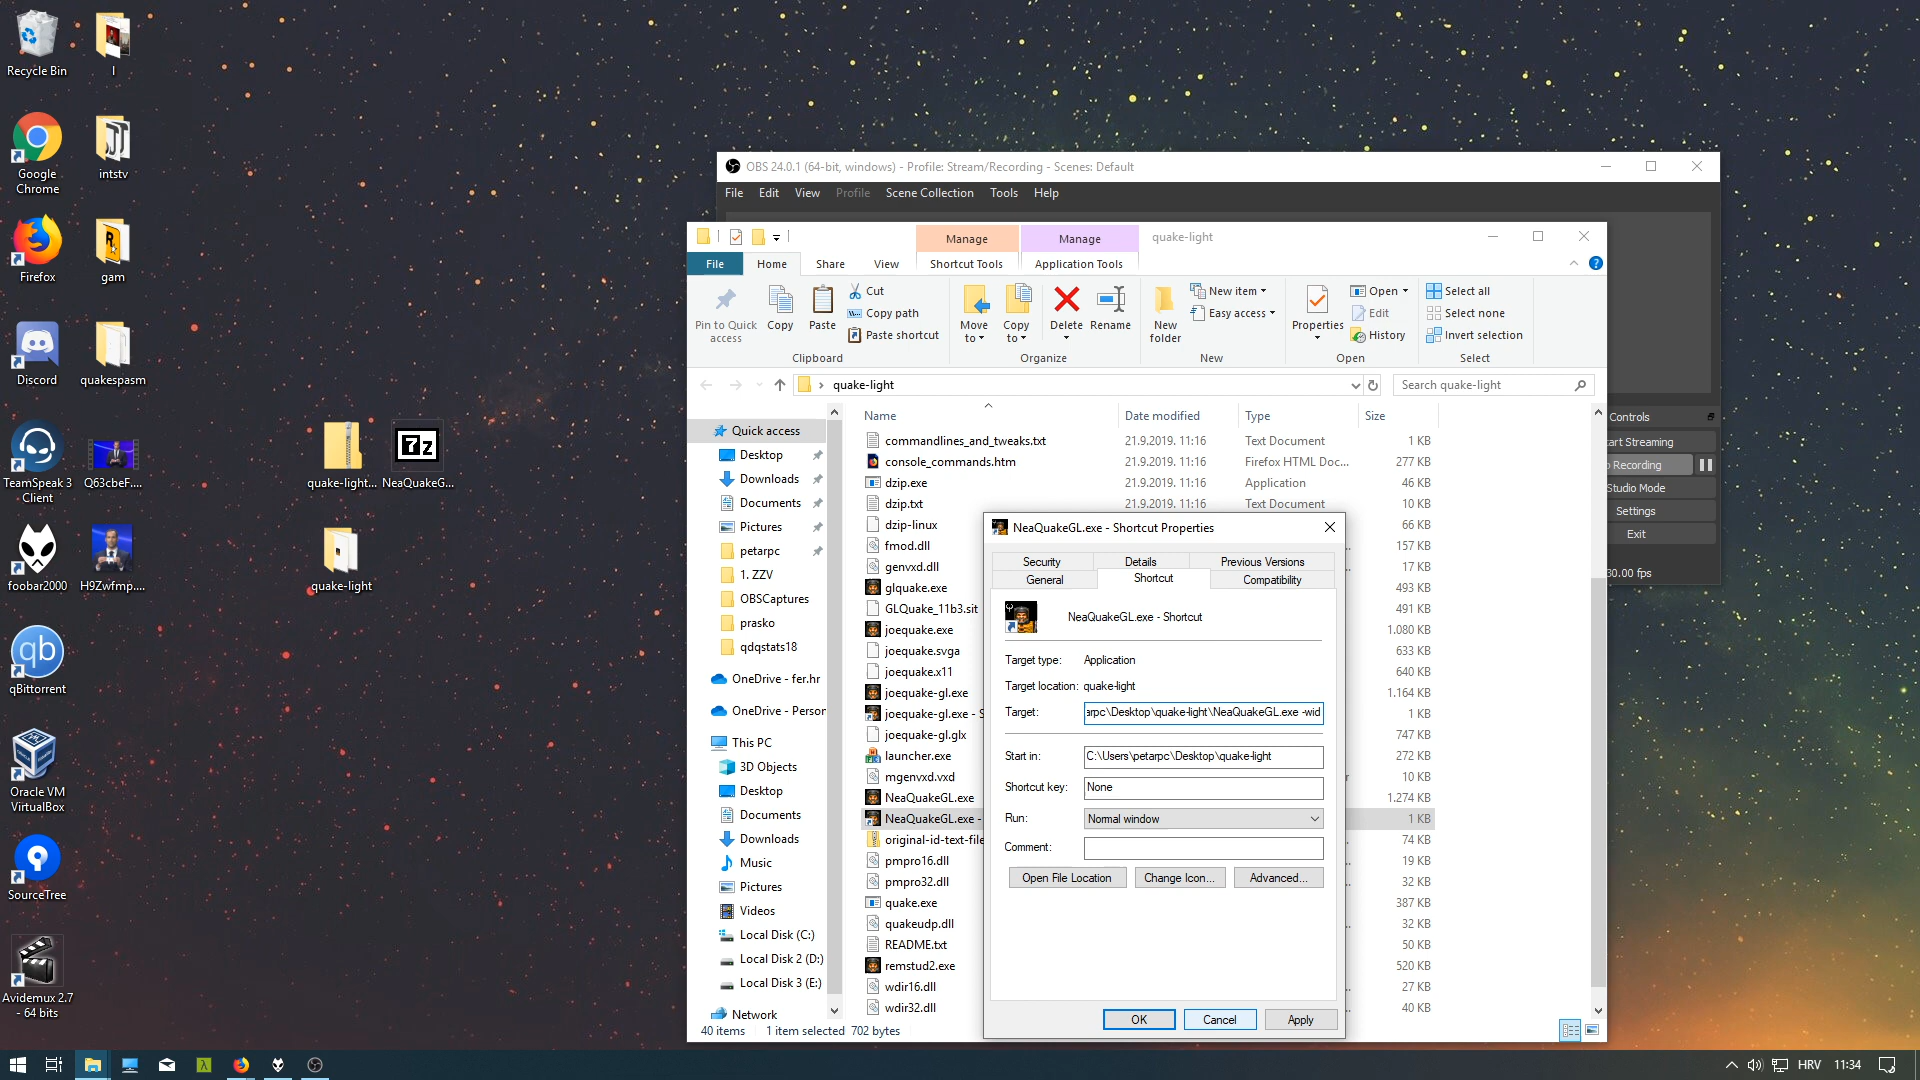 Recycle Bin
I
Google
Chrome
intstv
Firefox
gam
Discord
quakespasm
TeamSpeak 3
Client
Q63cbeF....
quake-light...
NeaQuakeG...
foobar2000
H9Zwfmp....
quake-light
qBittorrent
Oracle VM
VirtualBox
SourceTree
Avidemux 2.7
- 64 bits
OBS 24.0.1 (64-bit, windows) - Profile: Stream/Recording - Scenes: Default
File Edit View Profile Scene Collection Tools Help
Manage Manage quake-light
File Home Share View Shortcut Tools Application Tools
Pin to Quick
access
Copy
Paste
Cut
Copy path
Paste shortcut
Clipboard
Move
to
Copy
to
Delete
Rename
Organize
New
folder
New item
Easy access
New
Properties
Open
Edit
History
Open
Select all
Select none
Invert selection
Select
quake-light
Search quake-light
Quick access
Desktop
Downloads
Documents
Pictures
petarpc
1. ZZV
OBSCaptures
prasko
qdqstats18
OneDrive - fer.hr
OneDrive - Person
This PC
3D Objects
Desktop
Documents
Downloads
Music
Pictures
Videos
Local Disk (C:)
Local Disk 2 (D:)
Local Disk 3 (E:)
Network
Name Date modified Type Size
commandlines_and_tweaks.txt 21.9.2019. 11:16 Text Document 1 KB
console_commands.htm 21.9.2019. 11:16 Firefox HTML Doc... 277 KB
dzip.exe 21.9.2019. 11:16 Application 46 KB
dzip.txt 21.9.2019. 11:16 Text Document 10 KB
dzip-linux 66 KB
fmod.dll 157 KB
genvxd.dll 17 KB
glquake.exe 493 KB
GLQuake_11b3.sit 491 KB
joequake.exe 1.080 KB
joequake.svga 633 KB
joequake.x11 640 KB
joequake-gl.exe 1.164 KB
joequake-gl.exe - S 1 KB
joequake-gl.glx 747 KB
launcher.exe 272 KB
mgenvxd.vxd 10 KB
NeaQuakeGL.exe 1.274 KB
NeaQuakeGL.exe - 1 KB
original-id-text-file 74 KB
pmpro16.dll 19 KB
pmpro32.dll 32 KB
quake.exe 387 KB
quakeudp.dll 32 KB
README.txt 50 KB
remstud2.exe 520 KB
wdir16.dll 27 KB
wdir32.dll 40 KB
40 items 1 item selected 702 bytes
NeaQuakeGL.exe - Shortcut Properties
Security Details Previous Versions
General Shortcut Compatibility
NeaQuakeGL.exe - Shortcut
Target type: Application
Target location: quake-light
Target: arpc\Desktop\quake-light\NeaQuakeGL.exe -wid
Start in: C:\Users\petarpc\Desktop\quake-light
Shortcut key: None
Run: Normal window
Comment:
Open File Location Change Icon... Advanced...
OK Cancel Apply
Controls
tart Streaming
Recording
Studio Mode
Settings
Exit
30.00 fps
HRV 11:34